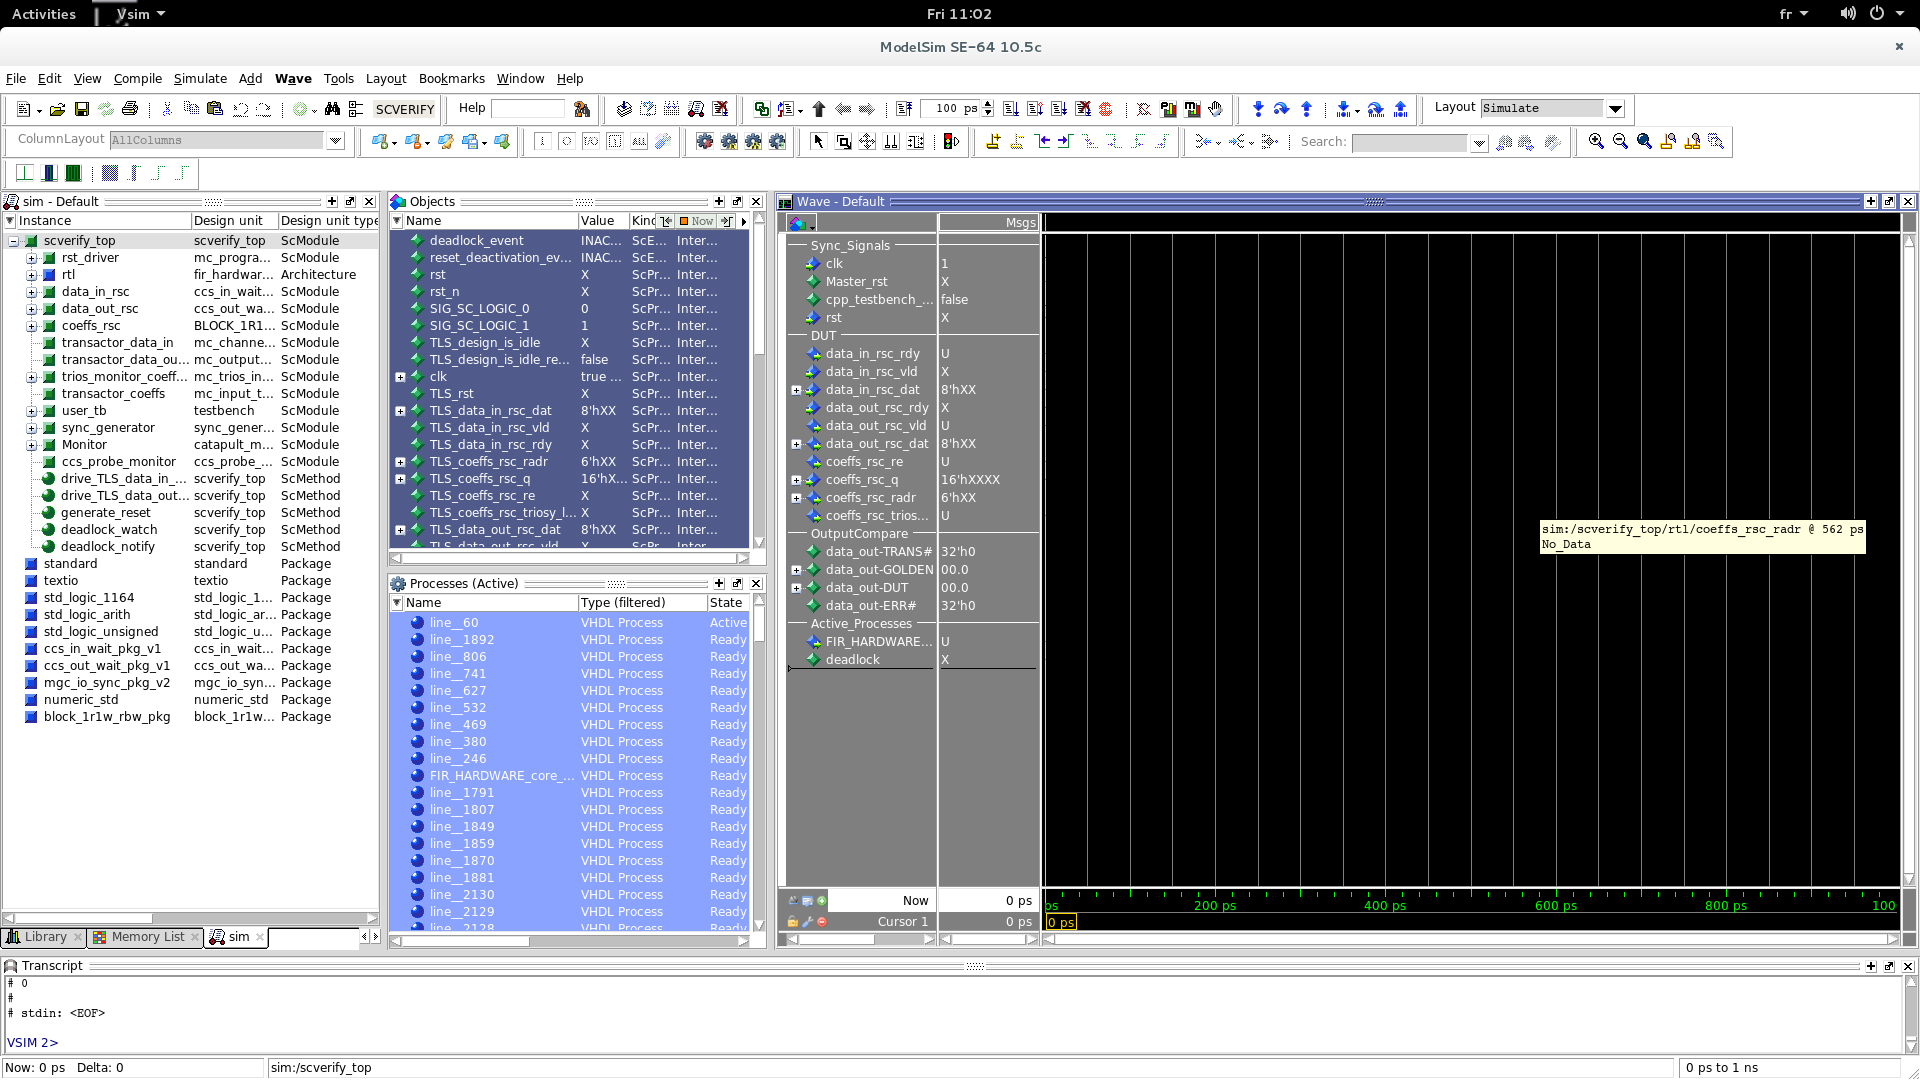 Activities Vsim Fri 11:02 fr
ModelSim SE-64 10.5c
File Edit View Compile Simulate Add Wave Tools Layout Bookmarks Window Help
SCVERIFY Help 100 ps Layout Simulate
ColumnLayout AllColumns Search:
sim - Default
Instance Design unit Design unit type
scverify_top scverify_top ScModule
rst_driver mc_progra... ScModule
rtl fir_hardwar... Architecture
data_in_rsc ccs_in_wait... ScModule
data_out_rsc ccs_out_wa... ScModule
coeffs_rsc BLOCK_1R1... ScModule
transactor_data_in mc_channe... ScModule
transactor_data_ou... mc_output... ScModule
trios_monitor_coeff... mc_trios_in... ScModule
transactor_coeffs mc_input_t... ScModule
user_tb testbench ScModule
sync_generator sync_gener... ScModule
Monitor catapult_m... ScModule
ccs_probe_monitor ccs_probe_... ScModule
drive_TLS_data_in_... scverify_top ScMethod
drive_TLS_data_out... scverify_top ScMethod
generate_reset scverify_top ScMethod
deadlock_watch scverify_top ScMethod
deadlock_notify scverify_top ScMethod
standard standard Package
textio textio Package
std_logic_1164 std_logic_1... Package
std_logic_arith std_logic_ar... Package
std_logic_unsigned std_logic_u... Package
ccs_in_wait_pkg_v1 ccs_in_wait... Package
ccs_out_wait_pkg_v1 ccs_out_wa... Package
mgc_io_sync_pkg_v2 mgc_io_syn... Package
numeric_std numeric_std Package
block_1r1w_rbw_pkg block_1r1w... Package
Library Memory List sim
Objects
Name Value Kind Now
deadlock_event INAC... ScE... Inter...
reset_deactivation_ev... INAC... ScE... Inter...
rst X ScPr... Inter...
rst_n X ScPr... Inter...
SIG_SC_LOGIC_0 0 ScPr... Inter...
SIG_SC_LOGIC_1 1 ScPr... Inter...
TLS_design_is_idle X ScPr... Inter...
TLS_design_is_idle_re... false ScPr... Inter...
clk true ... ScPr... Inter...
TLS_rst X ScPr... Inter...
TLS_data_in_rsc_dat 8'hXX ScPr... Inter...
TLS_data_in_rsc_vld X ScPr... Inter...
TLS_data_in_rsc_rdy X ScPr... Inter...
TLS_coeffs_rsc_radr 6'hXX ScPr... Inter...
TLS_coeffs_rsc_q 16'hX... ScPr... Inter...
TLS_coeffs_rsc_re X ScPr... Inter...
TLS_coeffs_rsc_triosy_l... X ScPr... Inter...
TLS_data_out_rsc_dat 8'hXX ScPr... Inter...
TLS_data_out_rsc_vld X ScPr... Inter...
Processes (Active)
Name Type (filtered) State
line__60 VHDL Process Active
line__1892 VHDL Process Ready
line__806 VHDL Process Ready
line__741 VHDL Process Ready
line__627 VHDL Process Ready
line__532 VHDL Process Ready
line__469 VHDL Process Ready
line__380 VHDL Process Ready
line__246 VHDL Process Ready
FIR_HARDWARE_core_... VHDL Process Ready
line__1791 VHDL Process Ready
line__1807 VHDL Process Ready
line__1849 VHDL Process Ready
line__1859 VHDL Process Ready
line__1870 VHDL Process Ready
line__1881 VHDL Process Ready
line__2130 VHDL Process Ready
line__2129 VHDL Process Ready
line__2128 VHDL Process Ready
Wave - Default
Msgs
Sync_Signals
clk 1
Master_rst X
cpp_testbench_... false
rst X
DUT
data_in_rsc_rdy U
data_in_rsc_vld X
data_in_rsc_dat 8'hXX
data_out_rsc_rdy X
data_out_rsc_vld U
data_out_rsc_dat 8'hXX
coeffs_rsc_re U
coeffs_rsc_q 16'hXXXX
coeffs_rsc_radr 6'hXX
coeffs_rsc_trios... U
OutputCompare
data_out-TRANS# 32'h0
data_out-GOLDEN 00.0
data_out-DUT 00.0
data_out-ERR# 32'h0
Active_Processes
FIR_HARDWARE... U
deadlock X
sim:/scverify_top/rtl/coeffs_rsc_radr @ 562 ps
No_Data
Now 0 ps ps 200 ps 400 ps 600 ps 800 ps 100
Cursor 1 0 ps 0 ps
Transcript
# 0
#
# stdin: <EOF>
VSIM 2>
Now: 0 ps Delta: 0 sim:/scverify_top 0 ps to 1 ns